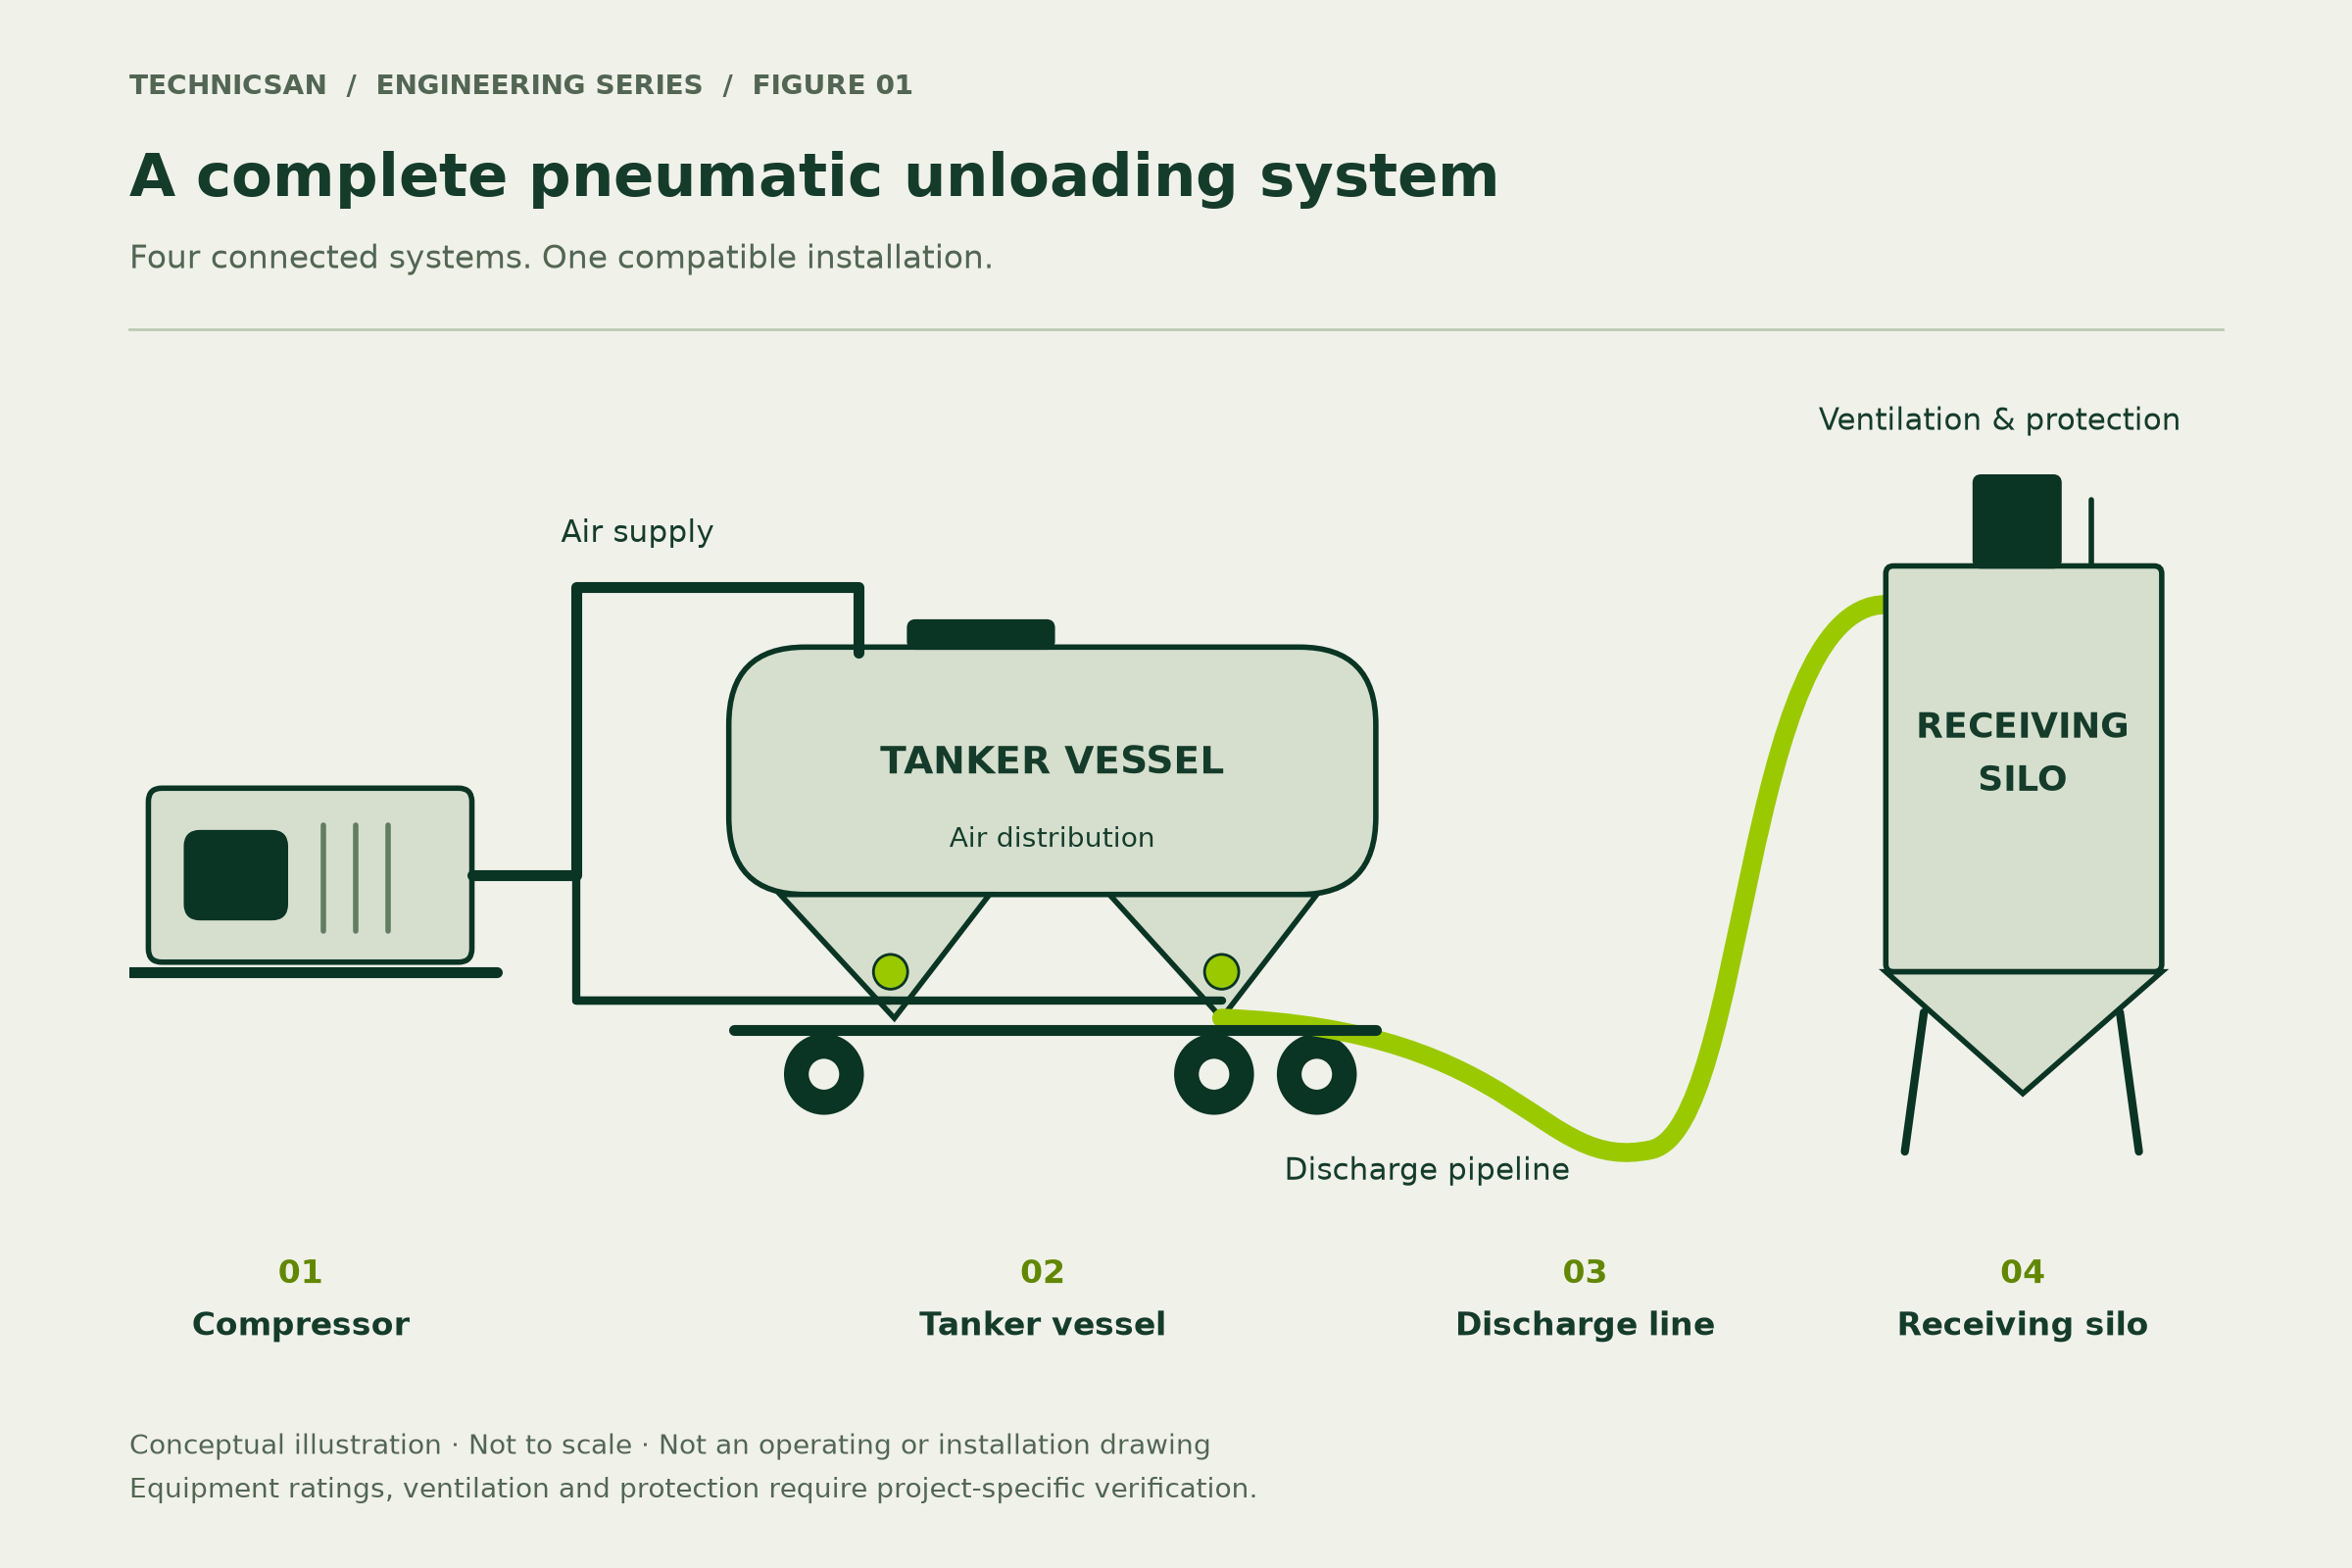 TECHNICSAN / ENGINEERING SERIES / FIGURE 01
A complete pneumatic unloading system
Four connected systems. One compatible installation.
Ventilation & protection
Air supply
TANKER VESSEL
Air distribution
RECEIVING
SILO
Discharge pipeline
01
Compressor
02
Tanker vessel
03
Discharge line
04
Receiving silo
Conceptual illustration · Not to scale · Not an operating or installation drawing
Equipment ratings, ventilation and protection require project-specific verification.